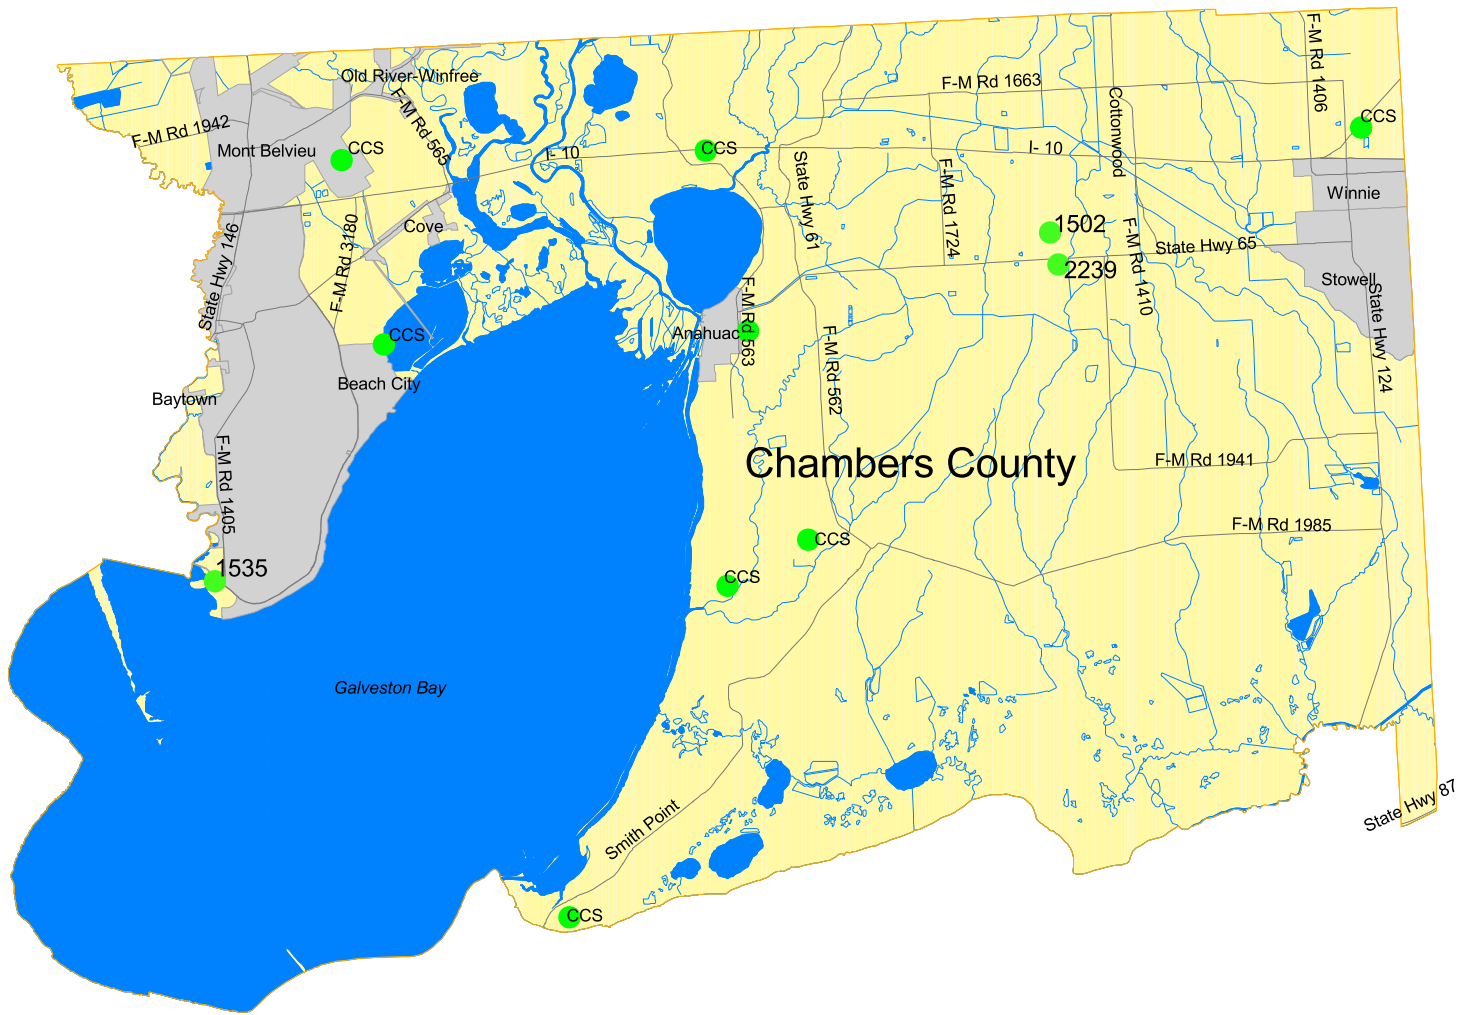 F-M Rd 1406
Old River-Winfree
F-M Rd 1663
Cottonwood
F-M Rd 1942
F-M Rd 565
CCS
Mont Belvieu
CCS
CCS
I- 10
I- 10
State Hwy 61
F-M Rd 1724
Winnie
Cove
1502
State Hwy 146
F-M Rd 3180
F-M Rd 1410
State Hwy 65
2239
Stowell
State Hwy 124
F-M Rd 563
Anahuac
CCS
F-M Rd 562
Beach City
Baytown
F-M Rd 1405
Chambers County
F-M Rd 1941
F-M Rd 1985
CCS
1535
CCS
Galveston Bay
Smith Point
State Hwy 87
CCS